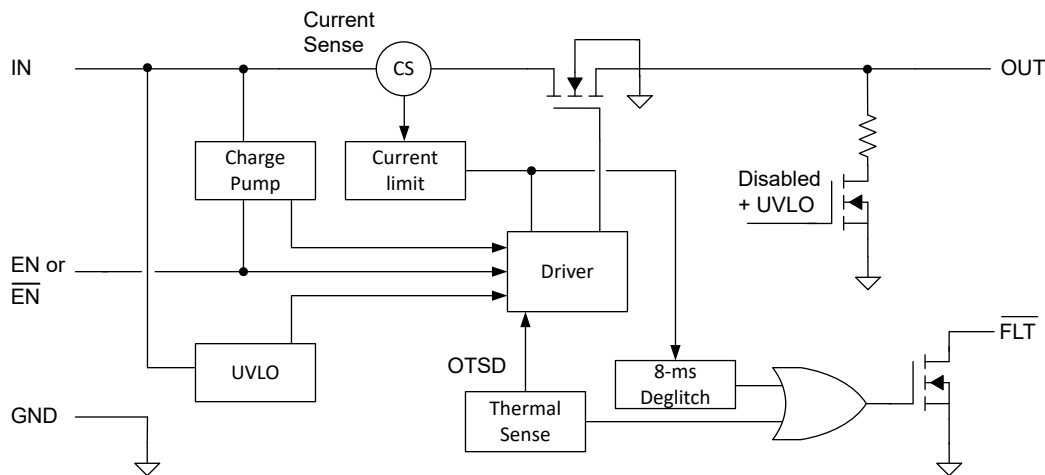 Current
Sense
IN
CS
OUT
Charge
Pump
Current
limit
Disabled
+ UVLO
EN or
EN
Driver
FLT
UVLO
OTSD
8-ms
Deglitch
GND
Thermal
Sense